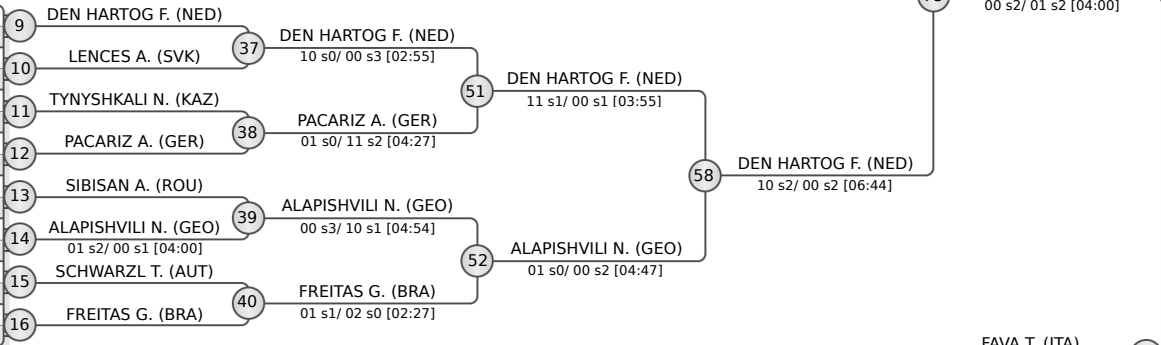 9
DEN HARTOG F. (NED)
10
LENCES A. (SVK)
11
TYNYSHKALI N. (KAZ)
12
PACARIZ A. (GER)
13
SIBISAN A. (ROU)
14
ALAPISHVILI N. (GEO)
01 s2/ 00 s1 [04:00]
15
SCHWARZL T. (AUT)
16
FREITAS G. (BRA)
37
DEN HARTOG F. (NED)
10 s0/ 00 s3 [02:55]
38
PACARIZ A. (GER)
01 s0/ 11 s2 [04:27]
39
ALAPISHVILI N. (GEO)
00 s3/ 10 s1 [04:54]
40
FREITAS G. (BRA)
01 s1/ 02 s0 [02:27]
51
DEN HARTOG F. (NED)
11 s1/ 00 s1 [03:55]
52
ALAPISHVILI N. (GEO)
01 s0/ 00 s2 [04:47]
58
DEN HARTOG F. (NED)
10 s2/ 00 s2 [06:44]
00 s2/ 01 s2 [04:00]
FAVA T. (ITA)